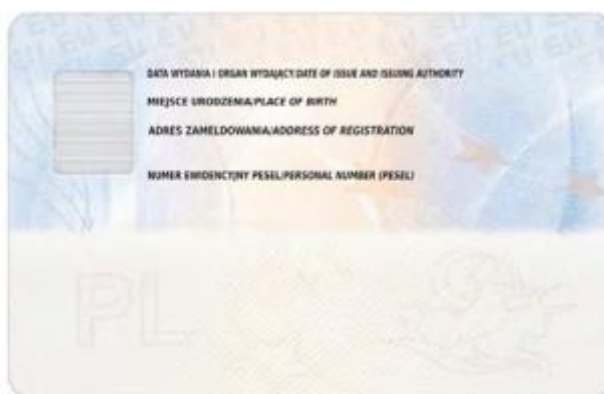 DATA WYDANIA I ORGAN WYDAJĄCY/DATE OF ISSUE AND ISSUING AUTHORITY
MIEJSCE URODZENIA/PLACE OF BIRTH
ADRES ZAMELDOWANIA/ADDRESS OF REGISTRATION
NUMER EWIDENCYJNY PESEL/PERSONAL NUMBER (PESEL)
PL